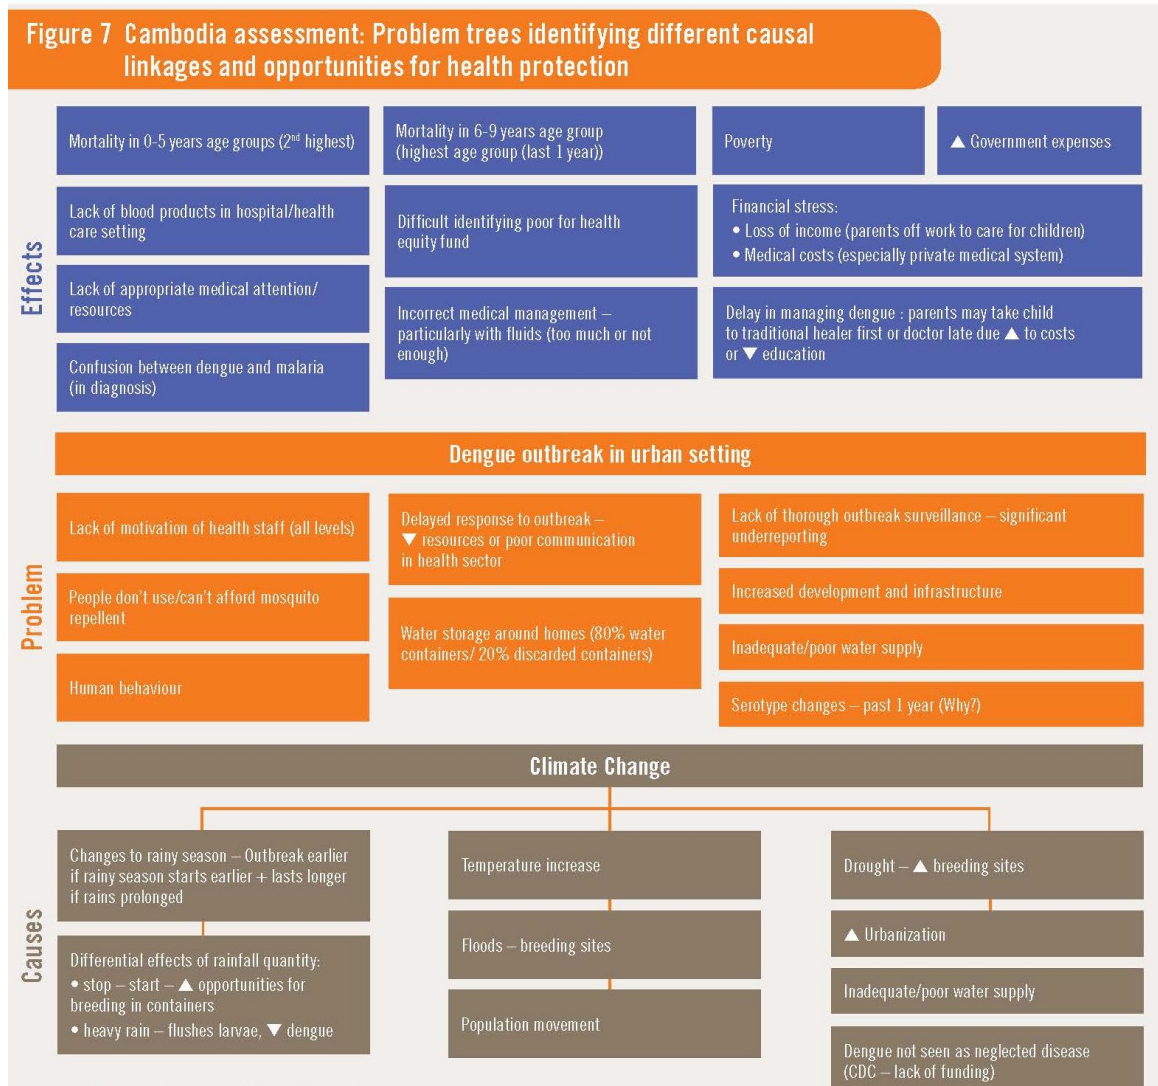 Figure 7 Cambodia assessment: Problem trees identifying different causal
linkages and opportunities for health protection
Effects
Mortality in 0-5 years age groups (2nd highest)
Lack of blood products in hospital/health
care setting
Lack of appropriate medical attention/
resources
Confusion between dengue and malaria
(in diagnosis)
Mortality in 6-9 years age group
(highest age group (last 1 year))
Difficult identifying poor for health
equity fund
Incorrect medical management –
particularly with fluids (too much or not
enough)
Poverty
▲ Government expenses
Financial stress:
• Loss of income (parents off work to care for children)
• Medical costs (especially private medical system)
Delay in managing dengue : parents may take child
to traditional healer first or doctor late due ▲ to costs
or ▼ education
Dengue outbreak in urban setting
Problem
Lack of motivation of health staff (all levels)
People don't use/can't afford mosquito
repellent
Human behaviour
Delayed response to outbreak –
▼ resources or poor communication
in health sector
Water storage around homes (80% water
containers/ 20% discarded containers)
Lack of thorough outbreak surveillance – significant
underreporting
Increased development and infrastructure
Inadequate/poor water supply
Serotype changes – past 1 year (Why?)
Climate Change
Causes
Changes to rainy season – Outbreak earlier
if rainy season starts earlier + lasts longer
if rains prolonged
Differential effects of rainfall quantity:
• stop – start – ▲ opportunities for
breeding in containers
• heavy rain – flushes larvae, ▼ dengue
Temperature increase
Floods – breeding sites
Population movement
Drought – ▲ breeding sites
▲ Urbanization
Inadequate/poor water supply
Dengue not seen as neglected disease
(CDC – lack of funding)